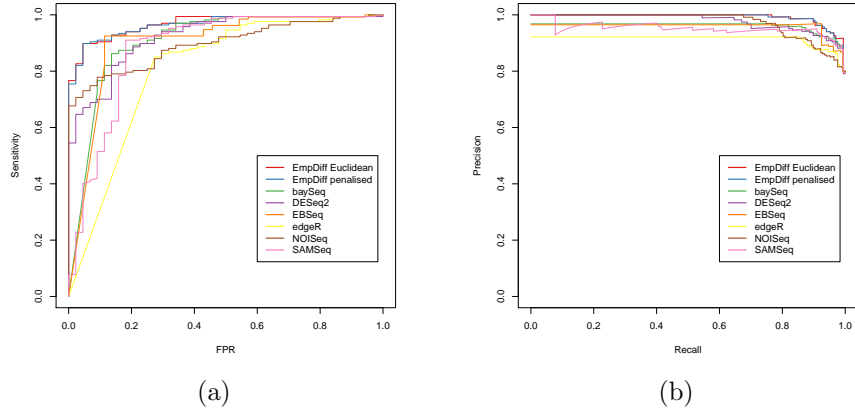 Sensitivity
1.0
0.8
0.6
0.4
0.2
0.0
EmpDiff Euclidean
EmpDiff penalised
baySeq
DESeq2
EBSeq
edgeR
NOISeq
SAMSeq
0.0 0.2 0.4 0.6 0.8 1.0
FPR
(a)
Precision
1.0
0.8
0.6
0.4
0.2
0.0
EmpDiff Euclidean
EmpDiff penalised
baySeq
DESeq2
EBSeq
edgeR
NOISeq
SAMSeq
0.0 0.2 0.4 0.6 0.8 1.0
Recall
(b)